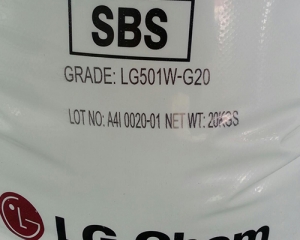 SBS
GRADE: LG501W-G20
LOT NO: A4I 0020-01 NET WT: 20KGS
LG Chem